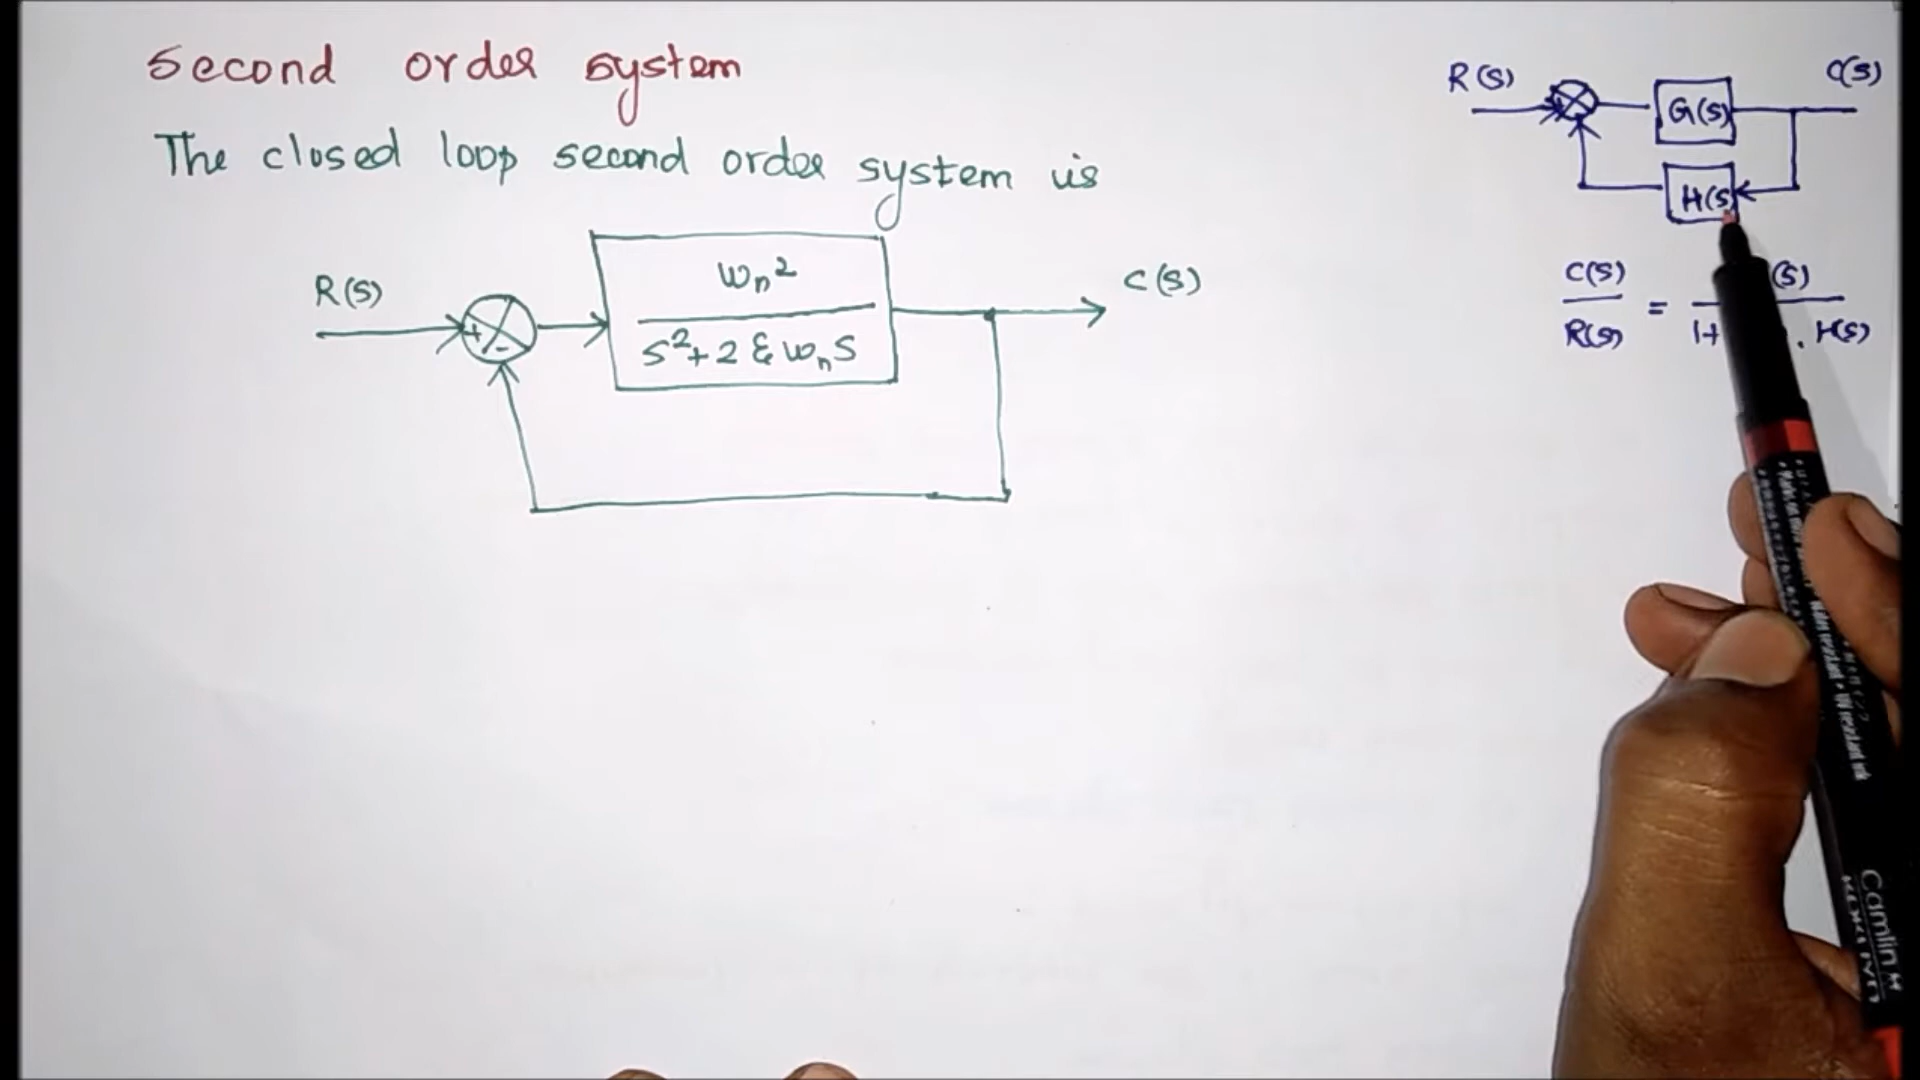 Second order system
The closed loop second order system is
R(S)
+
-
ωn²
S²+2ξωnS
C(S)
R(S)
G(S)
C(S)
H(S)
C(S)
R(S)
=
(S)
1+ . H(S)
Camlin